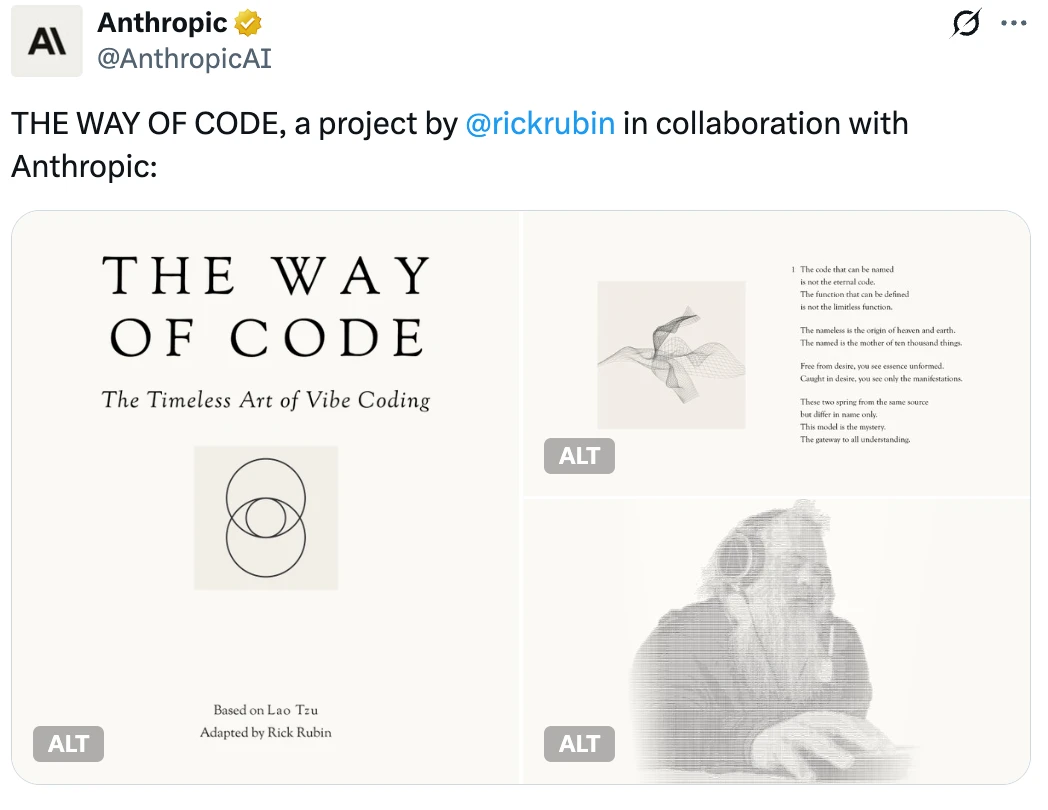 Anthropic
@AnthropicAI
THE WAY OF CODE, a project by @rickrubin in collaboration with
Anthropic:
THE WAY
OF CODE
The Timeless Art of Vibe Coding
Based on Lao Tzu
Adapted by Rick Rubin
ALT
1 The code that can be named
is not the eternal code.
The function that can be defined
is not the limitless function.
The nameless is the origin of heaven and earth.
The named is the mother of ten thousand things.
Free from desire, you see essence unformed.
Caught in desire, you see only the manifestations.
These two spring from the same source
but differ in name only.
This model is the mystery.
The gateway to all understanding.
ALT
ALT